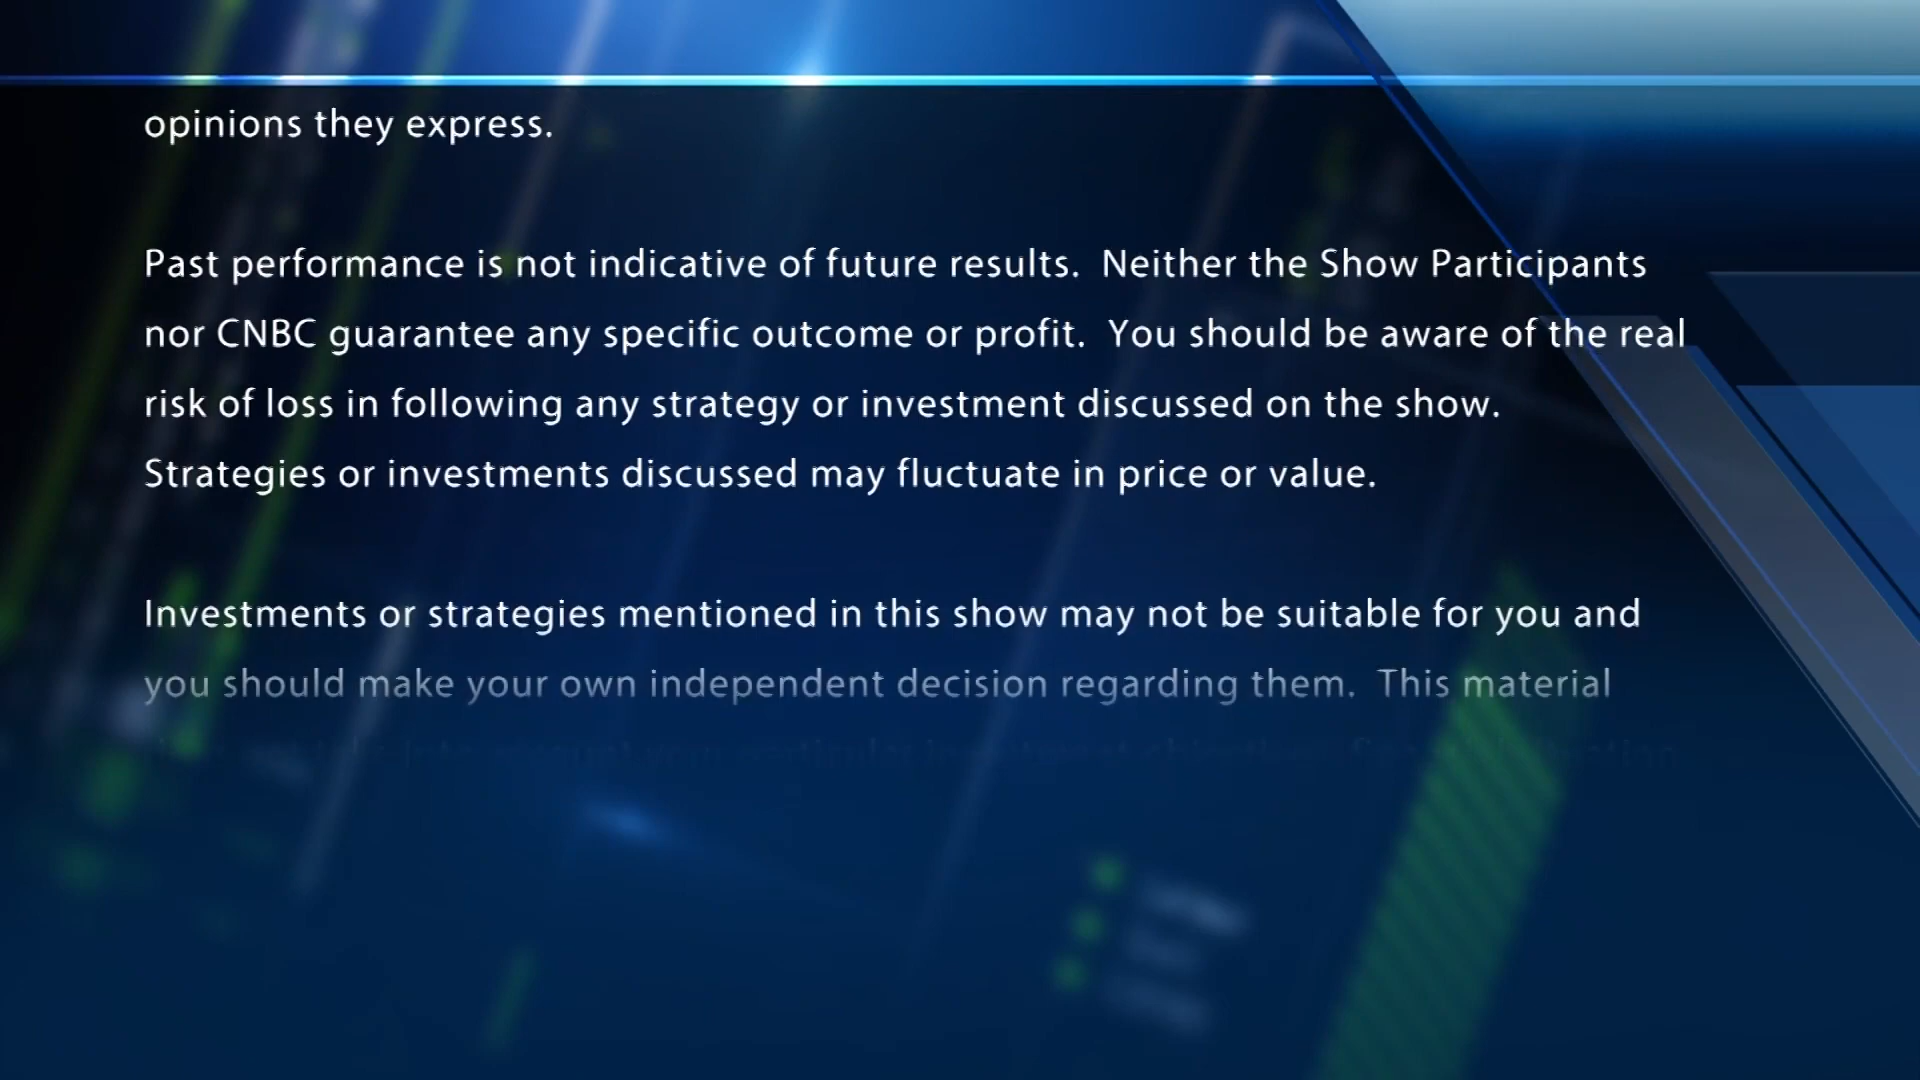 opinions they express.
Past performance is not indicative of future results.  Neither the Show Participants
nor CNBC guarantee any specific outcome or profit.  You should be aware of the real
risk of loss in following any strategy or investment discussed on the show.
Strategies or investments discussed may fluctuate in price or value.
Investments or strategies mentioned in this show may not be suitable for you and
you should make your own independent decision regarding them.  This material